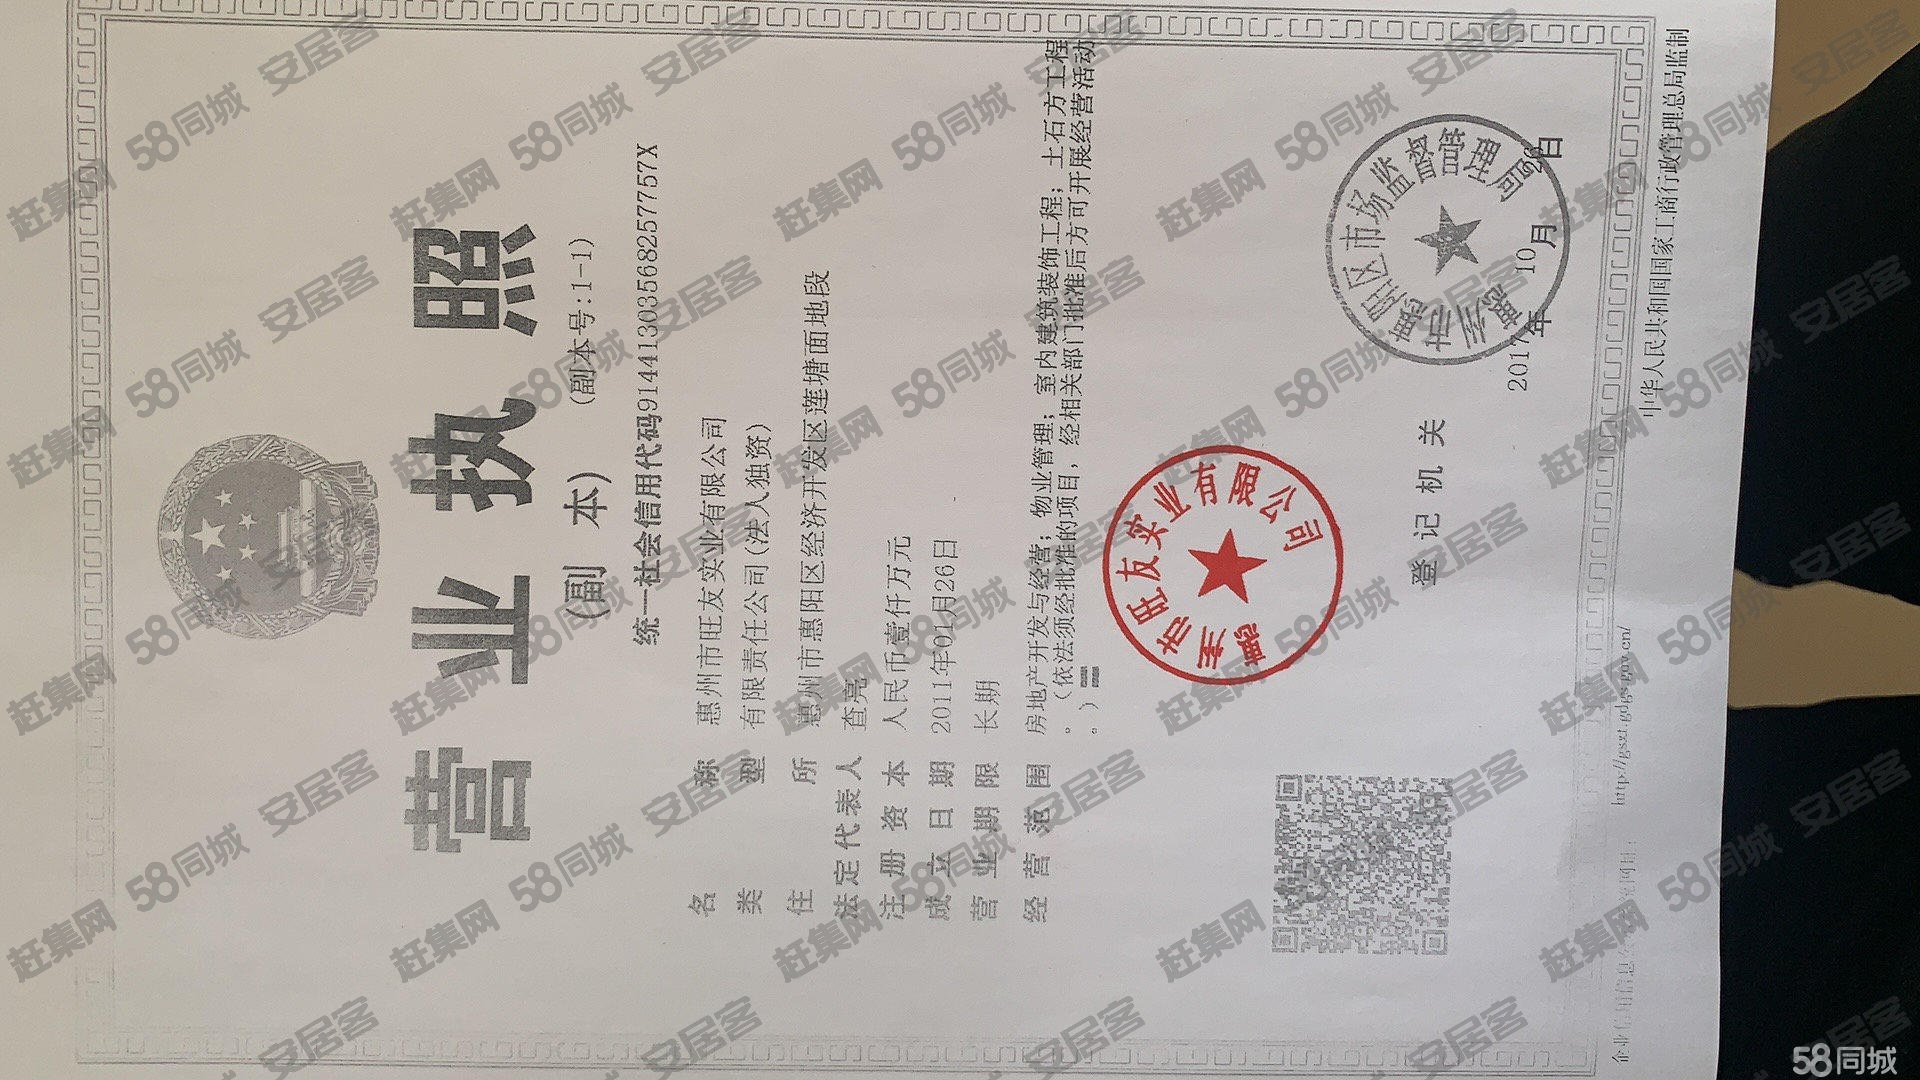 营业执照
(副 本)
(副本号:1-1)
统一社会信用代码91441303568257757X
名 称 惠州市旺友实业有限公司
类 型 有限责任公司(法人独资)
住 所 惠州市惠阳区经济开发区莲塘面地段
法定代表人 查亮
注 册 资 本 人民币壹仟万元
成 立 日 期 2011年01月26日
营 业 期 限 长期
经 营 范 围 房地产开发与经营;物业管理;室内建筑装饰工程;土石方工程
。(依法须经批准的项目,经相关部门批准后方可开展经营活动
。)
旺友实业有限公司
惠州市惠阳区市场监督管理局
登 记 机 关
2017年 10月 日
http://gsxt.gdgs.gov.cn/
中华人民共和国国家工商行政管理总局监制
58同城
安居客
赶集网
58同城